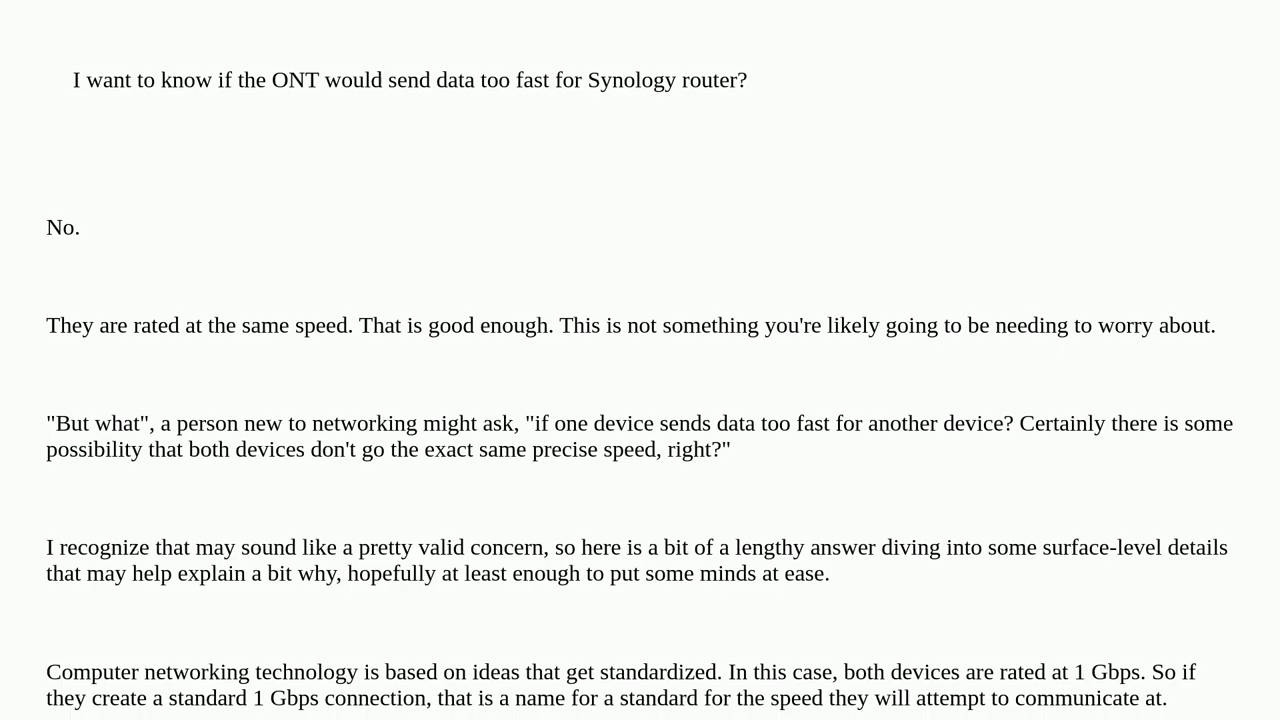 I want to know if the ONT would send data too fast for Synology router?
No.
They are rated at the same speed. That is good enough. This is not something you're likely going to be needing to worry about.
"But what", a person new to networking might ask, "if one device sends data too fast for another device? Certainly there is some
possibility that both devices don't go the exact same precise speed, right?"
I recognize that may sound like a pretty valid concern, so here is a bit of a lengthy answer diving into some surface-level details
that may help explain a bit why, hopefully at least enough to put some minds at ease.
Computer networking technology is based on ideas that get standardized. In this case, both devices are rated at 1 Gbps. So if
they create a standard 1 Gbps connection, that is a name for a standard for the speed they will attempt to communicate at.